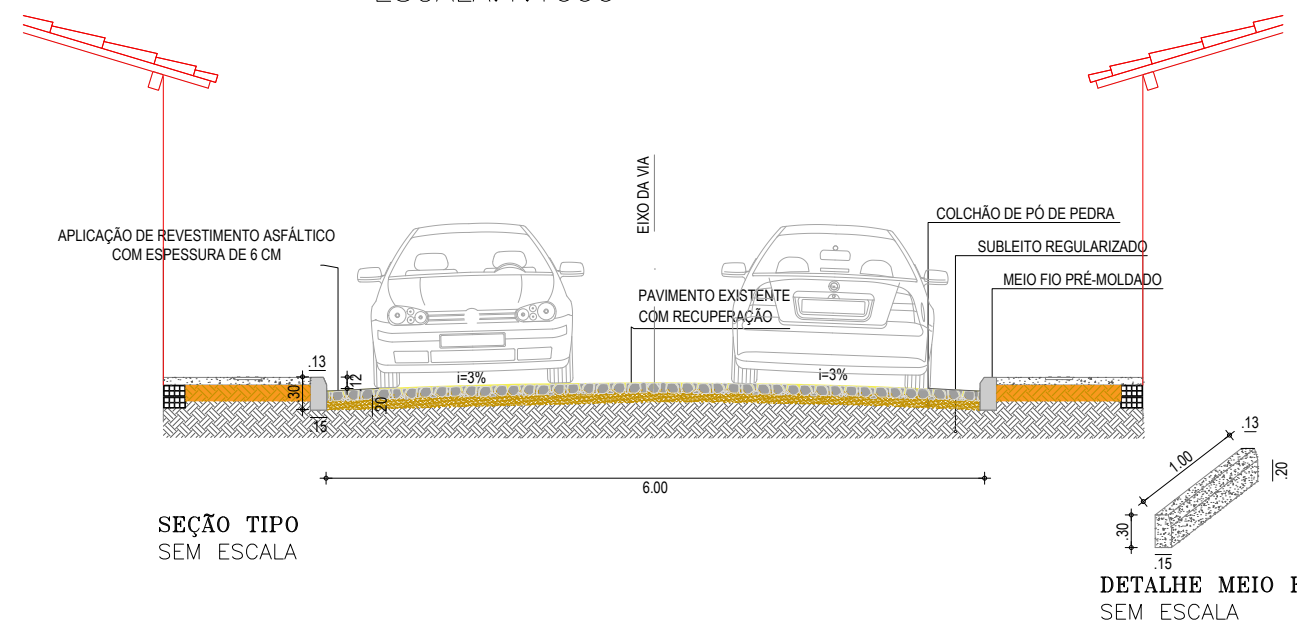 EIXO DA VIA
COLCHÃO DE PÓ DE PEDRA
APLICAÇÃO DE REVESTIMENTO ASFÁLTICO
COM ESPESSURA DE 6 CM
SUBLEITO REGULARIZADO
MEIO FIO PRÉ-MOLDADO
PAVIMENTO EXISTENTE
COM RECUPERAÇÃO
.13
12
i=3%
i=3%
.30
.20
.15
6.00
.13
1.00
.20
.30
.15
SEÇÃO TIPO
SEM ESCALA
DETALHE MEIO
SEM ESCALA